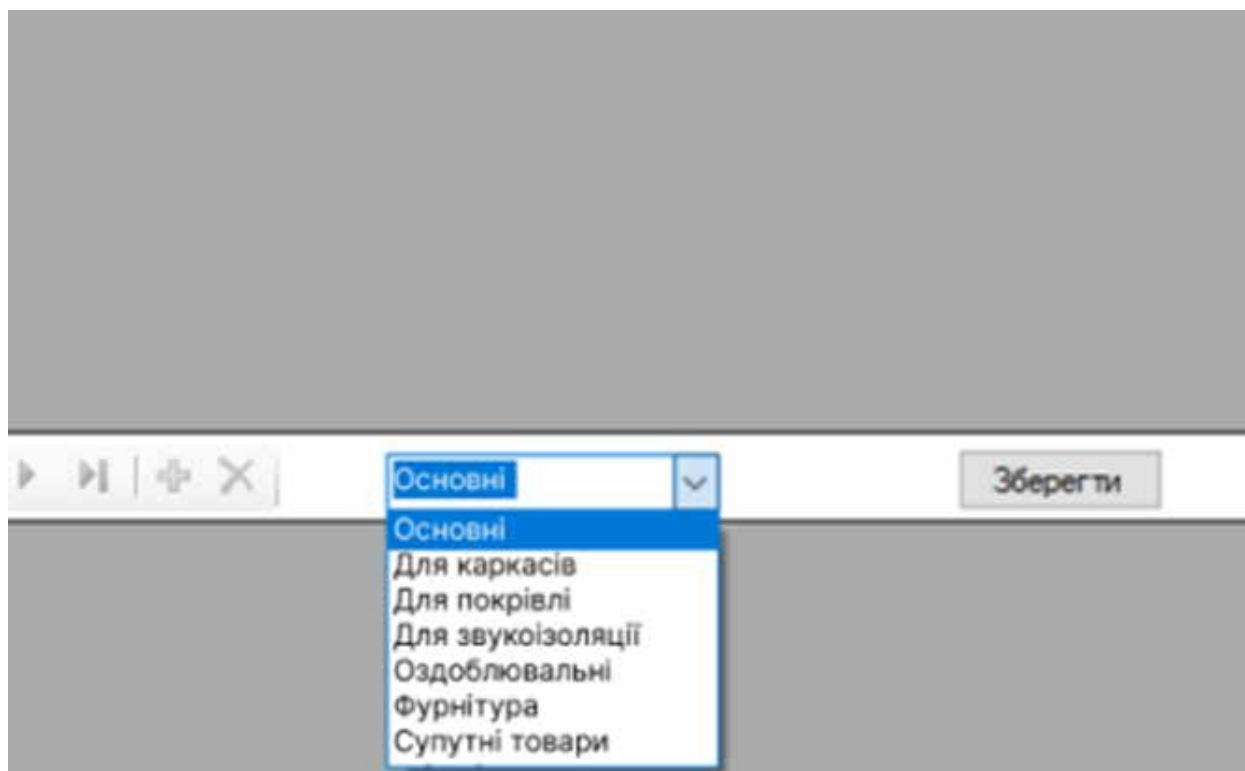 Основні
Зберегти
Основні
Для каркасів
Для покрівлі
Для звукоізоляції
Оздоблювальні
Фурнітура
Супутні товари